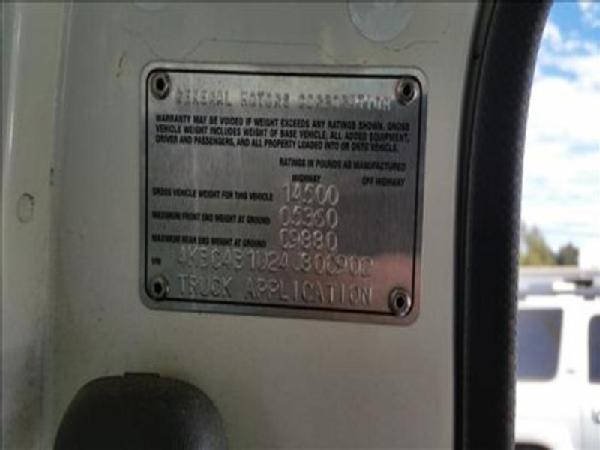 GENERAL MOTORS CORPORATION
WARRANTY MAY BE VOIDED IF WEIGHT EXCEEDS ANY RATINGS SHOWN. GROSS
VEHICLE WEIGHT INCLUDES WEIGHT OF BASE VEHICLE, ALL ADDED EQUIPMENT,
DRIVER AND PASSENGERS, AND ALL PROPERTY LOADED INTO OR ONTO VEHICLE.
RATINGS IN POUNDS AS MANUFACTURED
HIGHWAY OFF HIGHWAY
GROSS VEHICLE WEIGHT FOR THIS VEHICLE 14500
MAXIMUM FRONT END WEIGHT AT GROUND 05360
MAXIMUM REAR END WEIGHT AT GROUND 09880
VIN
TRUCK APPLICATION